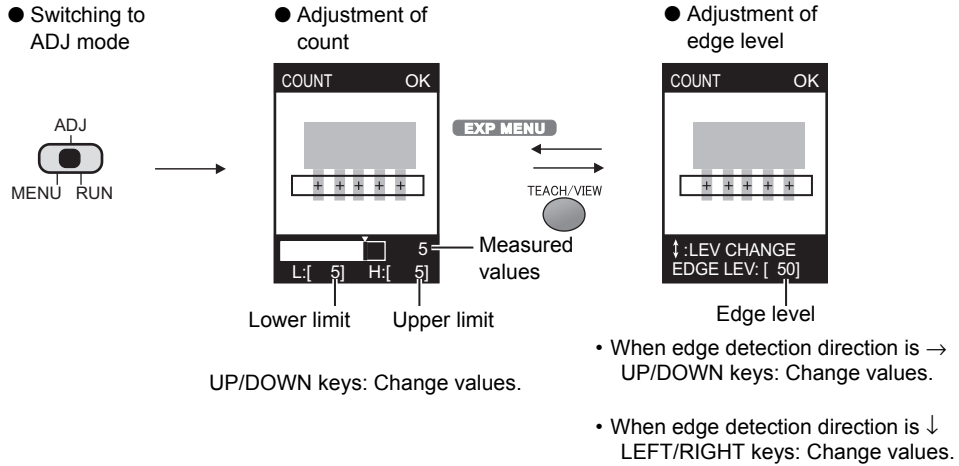 ● Switching to
ADJ mode
ADJ
MENU RUN
● Adjustment of
count
COUNT OK
+ + + + +
5
L:[ 5] H:[ 5]
Measured
values
Lower limit Upper limit
UP/DOWN keys: Change values.
EXP MENU
TEACH/VIEW
● Adjustment of
edge level
COUNT OK
+ + + + +
↕:LEV CHANGE
EDGE LEV: [ 50]
Edge level
• When edge detection direction is →
UP/DOWN keys: Change values.
• When edge detection direction is ↓
LEFT/RIGHT keys: Change values.